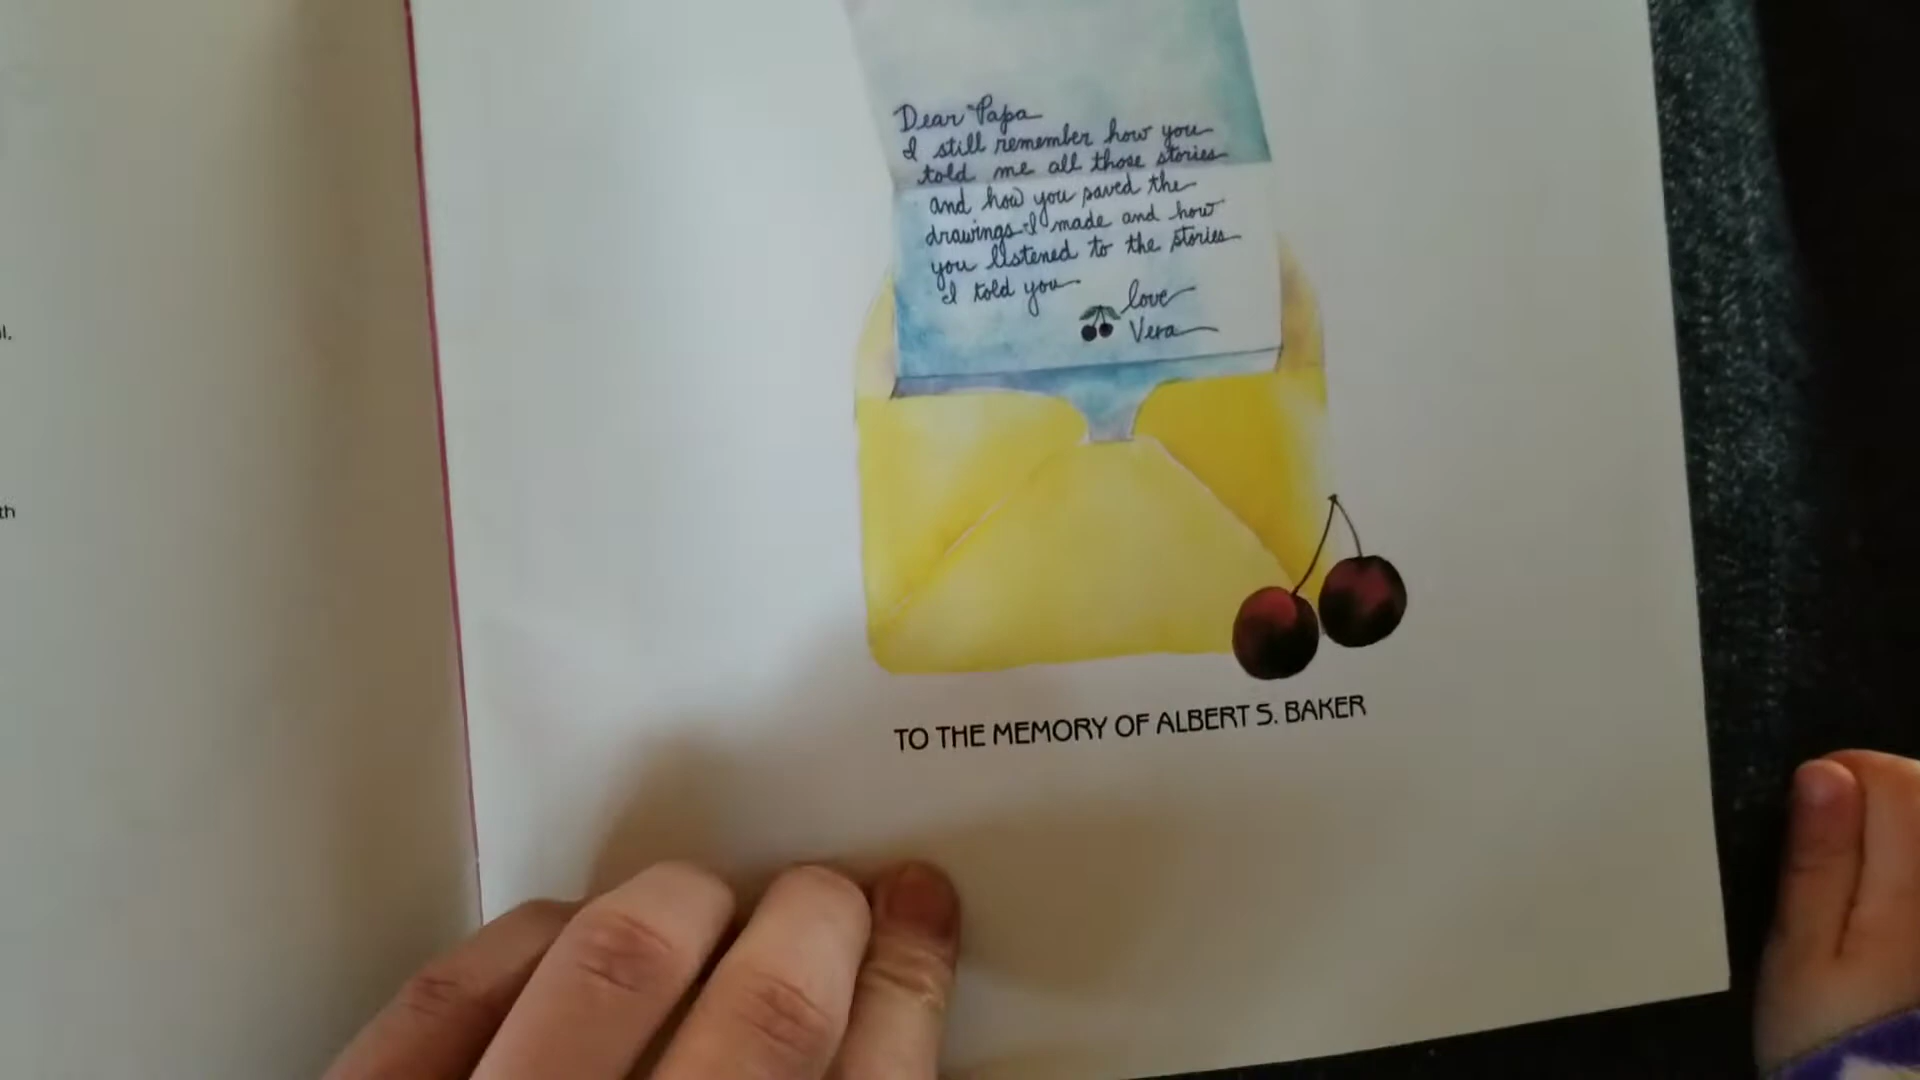 Dear Papa
I still remember how you
told me all those stories
and how you saved the
drawings I made and how
you listened to the stories
I told you
love
Vera
TO THE MEMORY OF ALBERT S. BAKER